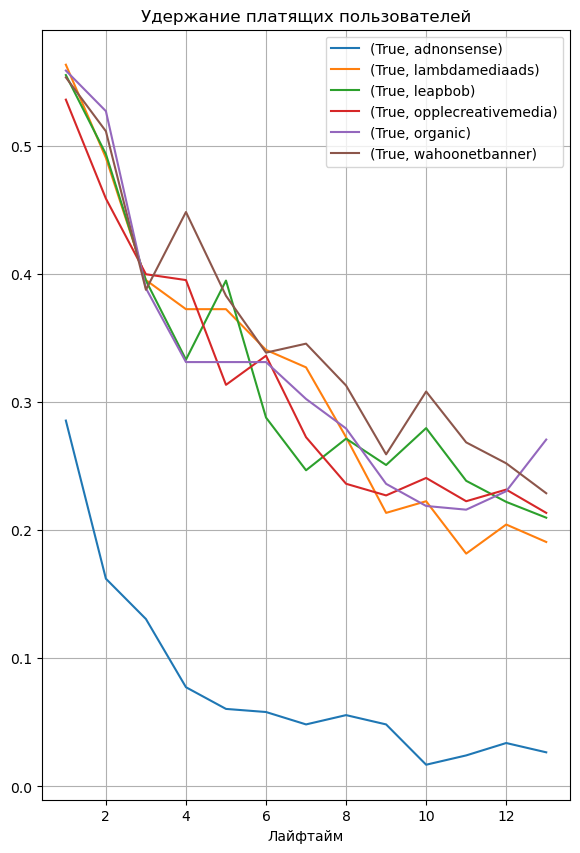 Удержание платящих пользователей
(True, adnonsense)
(True, lambdamediaads)
(True, leapbob)
(True, opplecreativemedia)
(True, organic)
(True, wahoonetbanner)
0.5
0.4
0.3
0.2
0.1
0.0
2 4 6 8 10 12
Лайфтайм